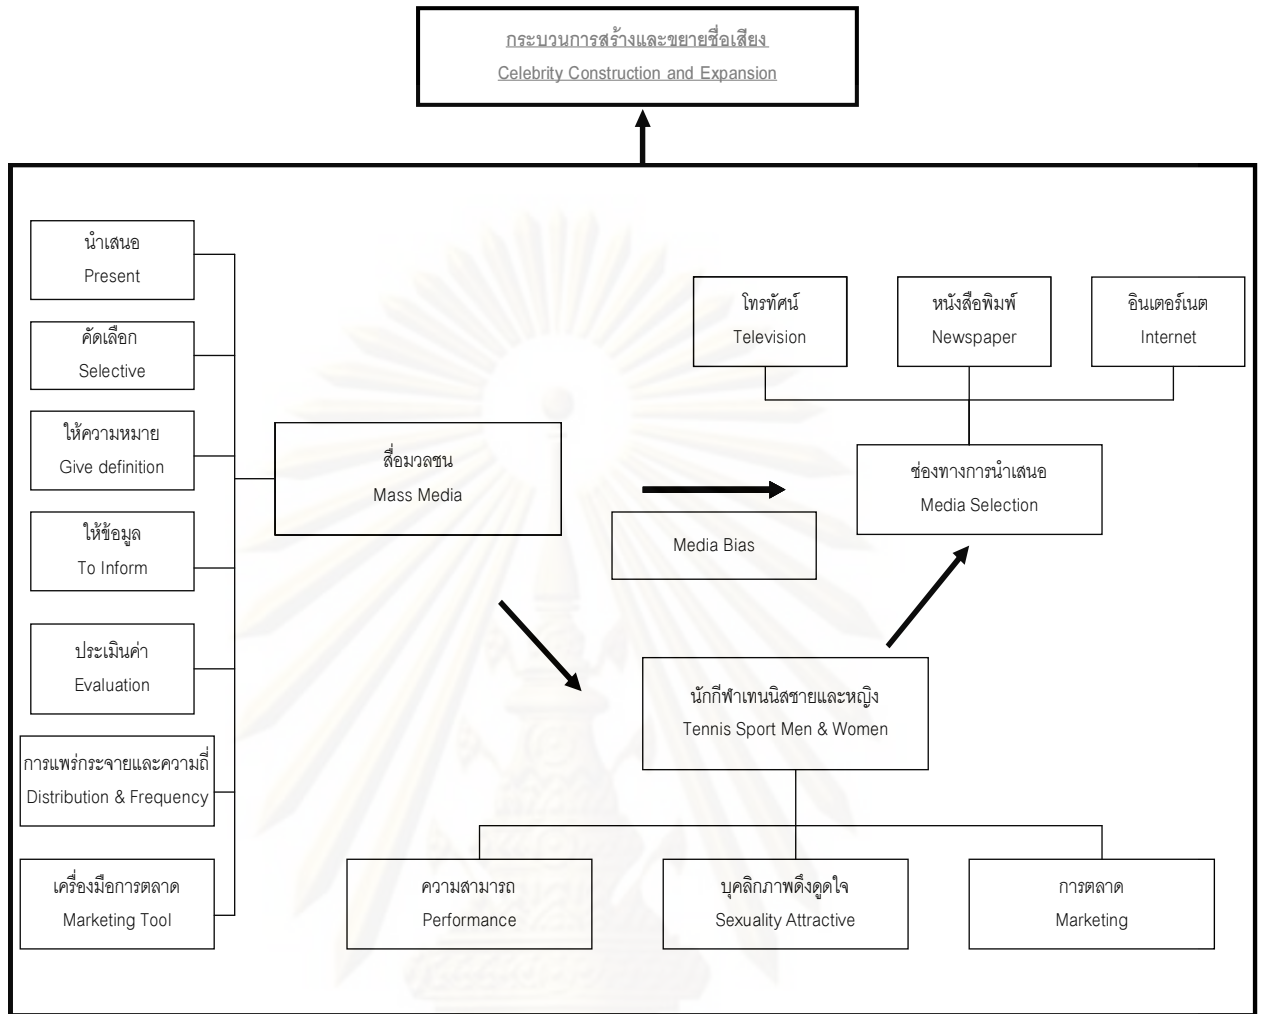 กระบวนการสร้างและขยายชื่อเสียง
Celebrity Construction and Expansion
นำเสนอ
Present
คัดเลือก
Selective
ให้ความหมาย
Give definition
ให้ข้อมูล
To Inform
ประเมินค่า
Evaluation
การแพร่กระจายและความถี่
Distribution & Frequency
เครื่องมือการตลาด
Marketing Tool
สื่อมวลชน
Mass Media
Media Bias
โทรทัศน์
Television
หนังสือพิมพ์
Newspaper
อินเตอร์เนต
Internet
ช่องทางการนำเสนอ
Media Selection
นักกีฬาเทนนิสชายและหญิง
Tennis Sport Men & Women
ความสามารถ
Performance
บุคลิกภาพดึงดูดใจ
Sexuality Attractive
การตลาด
Marketing